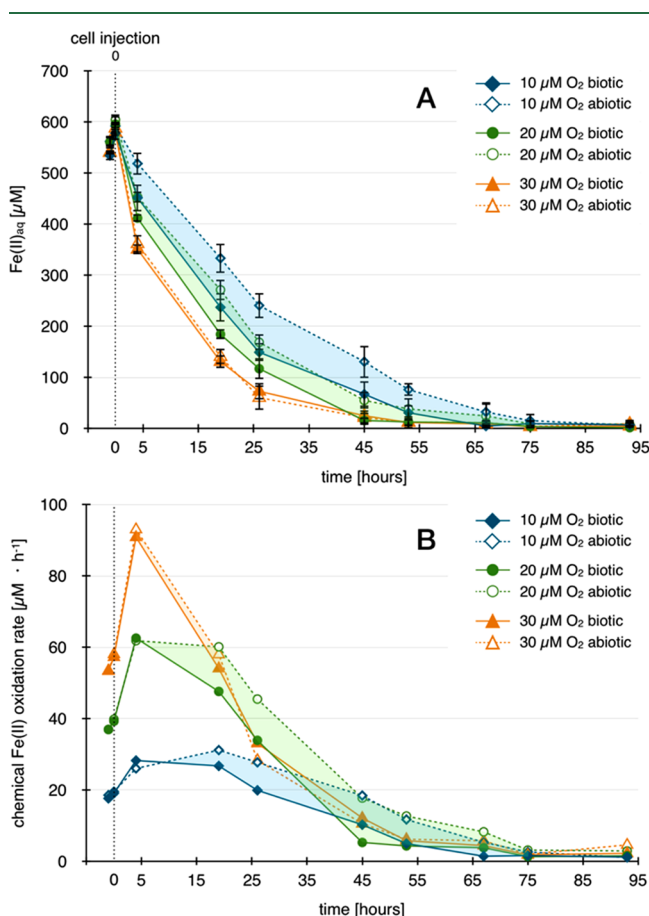 cell injection
0
700
600
500
400
300
200
100
0
Fe(II)aq [µM]
A
10 µM O₂ biotic
10 µM O₂ abiotic
20 µM O₂ biotic
20 µM O₂ abiotic
30 µM O₂ biotic
30 µM O₂ abiotic
0 5 15 25 35 45 55 65 75 85 95
time [hours]
100
80
60
40
20
0
chemical Fe(II) oxidation rate [µM · h⁻¹]
B
10 µM O₂ biotic
10 µM O₂ abiotic
20 µM O₂ biotic
20 µM O₂ abiotic
30 µM O₂ biotic
30 µM O₂ abiotic
0 5 15 25 35 45 55 65 75 85 95
time [hours]